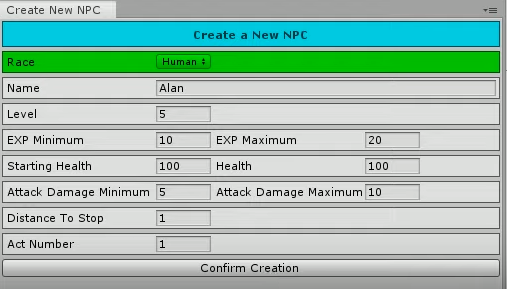 Create New NPC
Create a New NPC
Race Human
Name Alan
Level 5
EXP Minimum 10 EXP Maximum 20
Starting Health 100 Health 100
Attack Damage Minimum 5 Attack Damage Maximum 10
Distance To Stop 1
Act Number 1
Confirm Creation